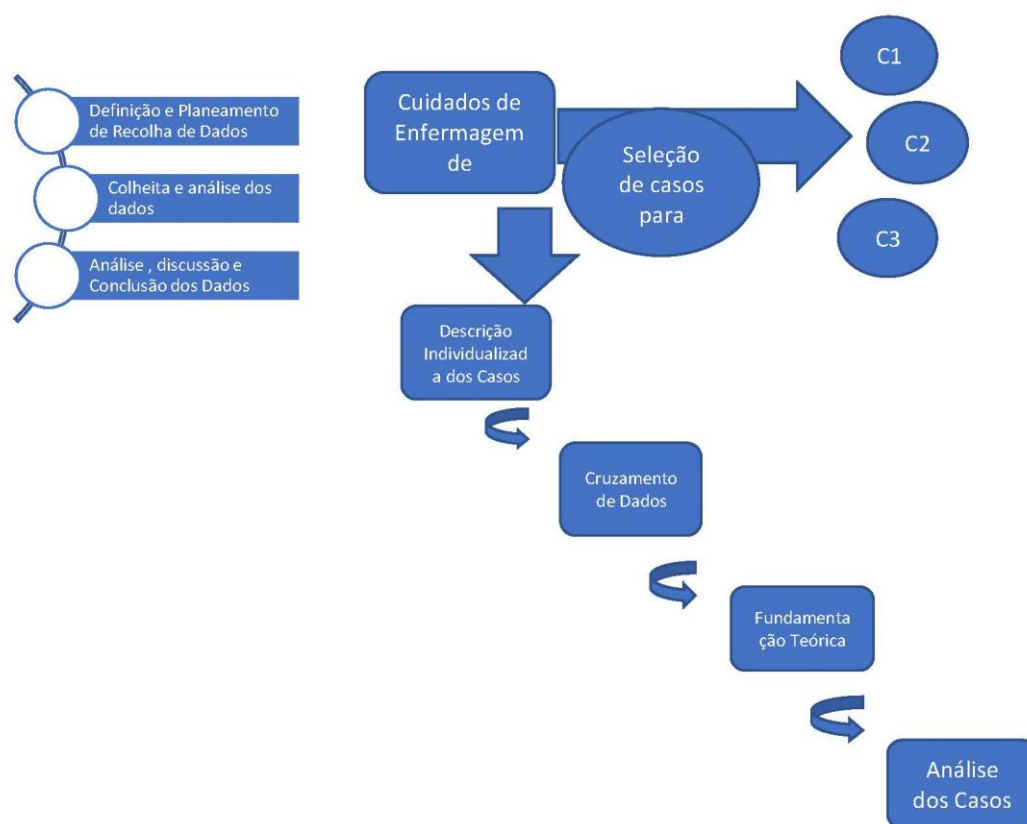 Definição e Planeamento
de Recolha de Dados
Colheita e análise dos
dados
Análise , discussão e
Conclusão dos Dados
Cuidados de
Enfermagem
de
Seleção
de casos
para
C1
C2
C3
Descrição
Individualizad
a dos Casos
Cruzamento
de Dados
Fundamenta
ção Teórica
Análise
dos Casos